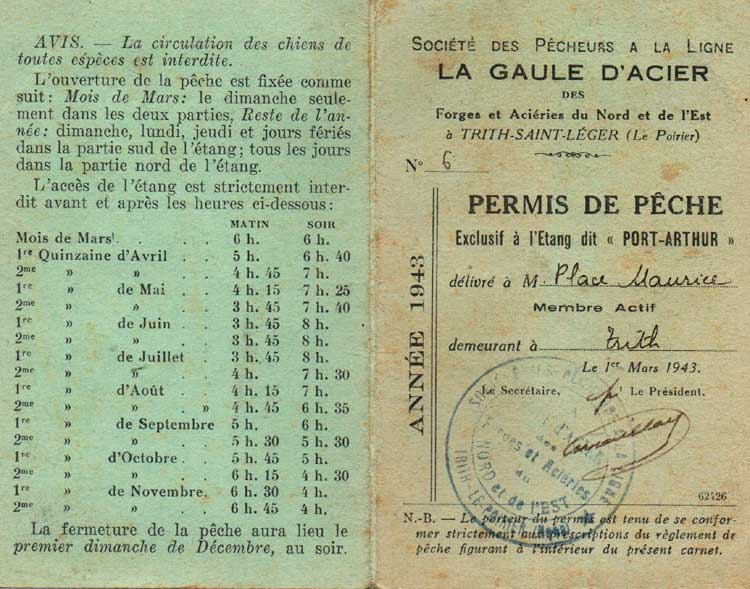 AVIS. — La circulation des chiens de
toutes espèces est interdite.
L'ouverture de la pêche est fixée comme
suit : Mois de Mars: le dimanche seule-
ment dans les deux parties, Reste de l'an-
née: dimanche, lundi, jeudi et jours fériés
dans la partie sud de l'étang; tous les jours
dans la partie nord de l'étang.
L'accès de l'étang est strictement inter-
dit avant et après les heures ci-dessous :
MATIN SOIR
Mois de Mars . . . . 6 h. 6 h.
1re Quinzaine d'Avril . . 5 h. 6 h. 40
2me » » . . 4 h. 45 7 h.
1re » de Mai . . 4 h. 15 7 h. 25
2me » » . . 3 h. 45 7 h. 40
1re » de Juin . . 3 h. 45 8 h.
2me » » . . 3 h. 45 8 h.
1re » de Juillet . . 3 h. 45 8 h.
2me » » . . 4 h. 7 h. 30
1re » d'Août . . 4 h. 15 7 h.
2me » » » 4 h. 45 6 h. 35
1re » de Septembre 5 h. 6 h.
2me » » . . 5 h. 30 5 h. 30
1re » d'Octobre . . 5 h. 45 5 h.
2me » » . . 6 h. 15 4 h. 30
1re » de Novembre. 6 h. 30 4 h.
2me » » . . 6 h. 45 4 h.
La fermeture de la pêche aura lieu le
premier dimanche de Décembre, au soir.
SOCIÉTÉ DES PÊCHEURS A LA LIGNE
LA GAULE D'ACIER
DES
Forges et Aciéries du Nord et de l'Est
à TRITH-SAINT-LÉGER (Le Poirier)
N° 6
ANNÉE 1943
PERMIS DE PÊCHE
Exclusif à l'Etang dit « PORT-ARTHUR »
délivré à M. Place Maurice
Membre Actif
demeurant à Trith
Le 1er Mars 1943.
Le Secrétaire, Le Président.
Forges et Aciéries
du
NORD et de l'EST
62426
N.-B. — Le porteur du permis est tenu de se confor-
mer strictement aux prescriptions du règlement de
pêche figurant à l'intérieur du présent carnet.